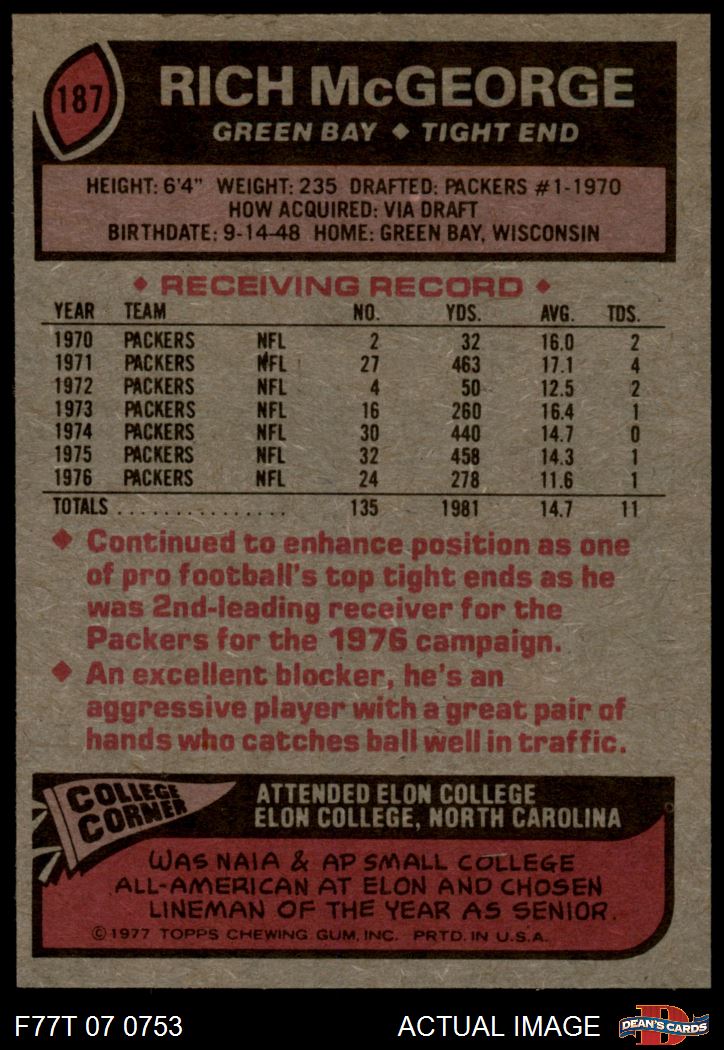 187
RICH McGEORGE
GREEN BAY ◆ TIGHT END
HEIGHT: 6'4" WEIGHT: 235 DRAFTED: PACKERS #1-1970
HOW ACQUIRED: VIA DRAFT
BIRTHDATE: 9-14-48 HOME: GREEN BAY, WISCONSIN
◆ RECEIVING RECORD ◆
YEAR TEAM NO. YDS. AVG. TDS.
1970 PACKERS NFL 2 32 16.0 2
1971 PACKERS NFL 27 463 17.1 4
1972 PACKERS NFL 4 50 12.5 2
1973 PACKERS NFL 16 260 16.4 1
1974 PACKERS NFL 30 440 14.7 0
1975 PACKERS NFL 32 458 14.3 1
1976 PACKERS NFL 24 278 11.6 1
TOTALS . . . . . . . . . . . . . . . 135 1981 14.7 11
◆ Continued to enhance position as one
of pro football's top tight ends as he
was 2nd-leading receiver for the
Packers for the 1976 campaign.
◆ An excellent blocker, he's an
aggressive player with a great pair of
hands who catches ball well in traffic.
COLLEGE
CORNER
ATTENDED ELON COLLEGE
ELON COLLEGE, NORTH CAROLINA
WAS NAIA & AP SMALL COLLEGE
ALL-AMERICAN AT ELON AND CHOSEN
LINEMAN OF THE YEAR AS SENIOR.
© 1977 TOPPS CHEWING GUM, INC. PRTD. IN U.S.A.
F77T 07 0753 ACTUAL IMAGE
D
DEAN'S CARDS